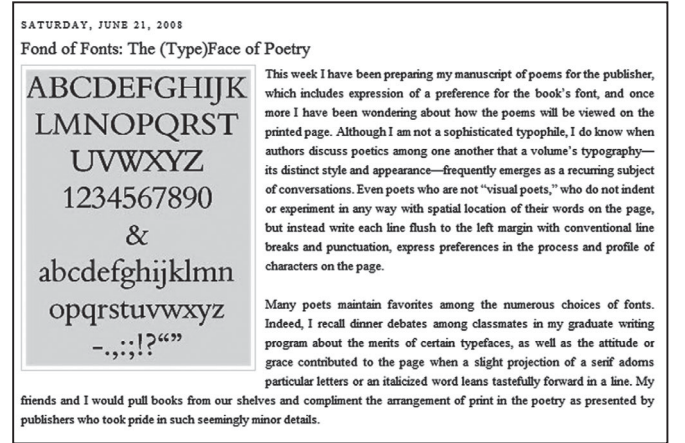 SATURDAY, JUNE 21, 2008
Fond of Fonts: The (Type)Face of Poetry
ABCDEFGHIJK
LMNOPQRST
UVWXYZ
1234567890
&
abcdefghijklmn
opqrstuvwxyz
-.,:;!?“”
This week I have been preparing my manuscript of poems for the publisher,
which includes expression of a preference for the book’s font, and once
more I have been wondering about how the poems will be viewed on the
printed page. Although I am not a sophisticated typophile, I do know when
authors discuss poetics among one another that a volume’s typography—
its distinct style and appearance—frequently emerges as a recurring subject
of conversations. Even poets who are not “visual poets,” who do not indent
or experiment in any way with spatial location of their words on the page,
but instead write each line flush to the left margin with conventional line
breaks and punctuation, express preferences in the process and profile of
characters on the page.
Many poets maintain favorites among the numerous choices of fonts.
Indeed, I recall dinner debates among classmates in my graduate writing
program about the merits of certain typefaces, as well as the attitude or
grace contributed to the page when a slight projection of a serif adorns
particular letters or an italicized word leans tastefully forward in a line. My
friends and I would pull books from our shelves and compliment the arrangement of print in the poetry as presented by
publishers who took pride in such seemingly minor details.